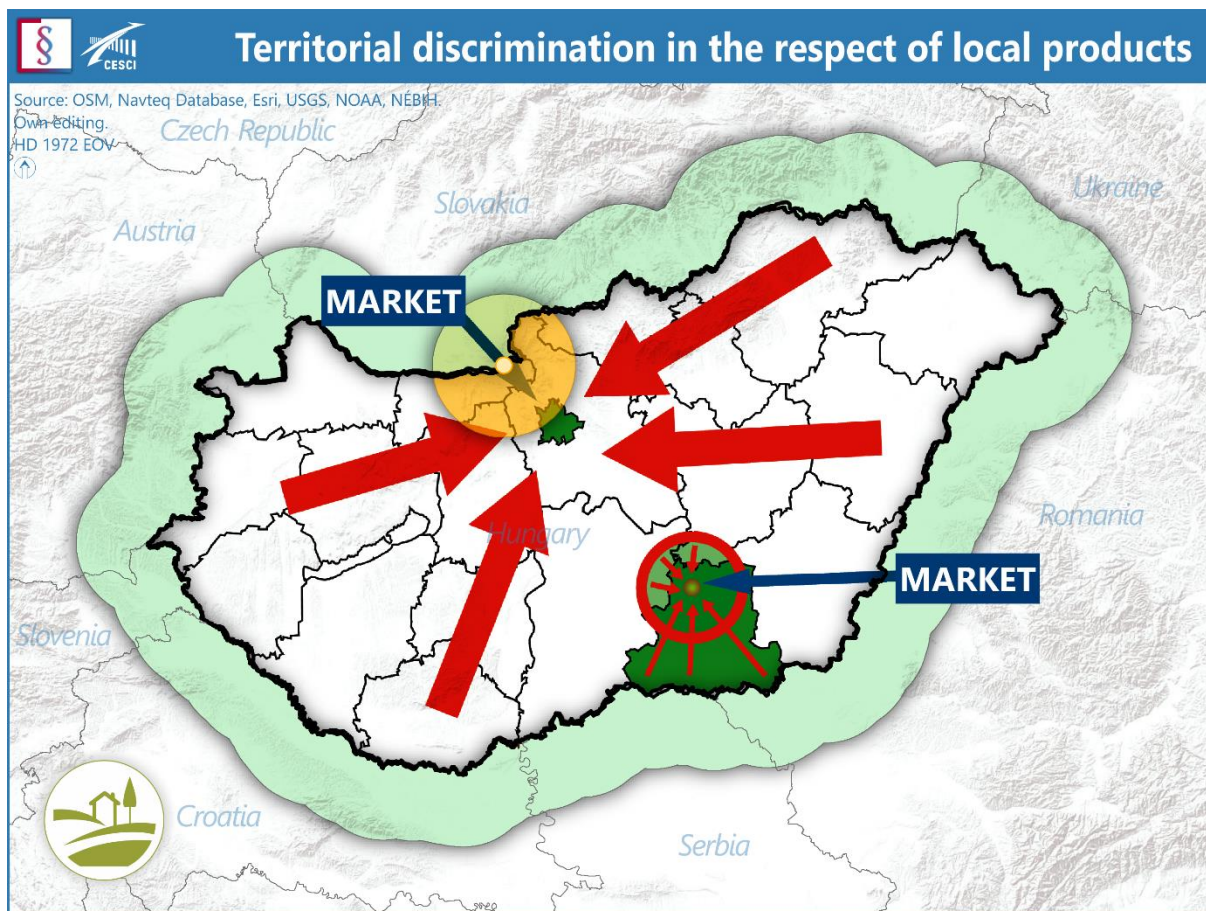 §
CESCI
Territorial discrimination in the respect of local products
Source: OSM, Navteq Database, Esri, USGS, NOAA, NÉBIH.
Own editing.
HD 1972 EOV
Czech Republic
Ukraine
Slovakia
Austria
MARKET
Romania
Hungary
MARKET
Slovenia
Croatia
Serbia